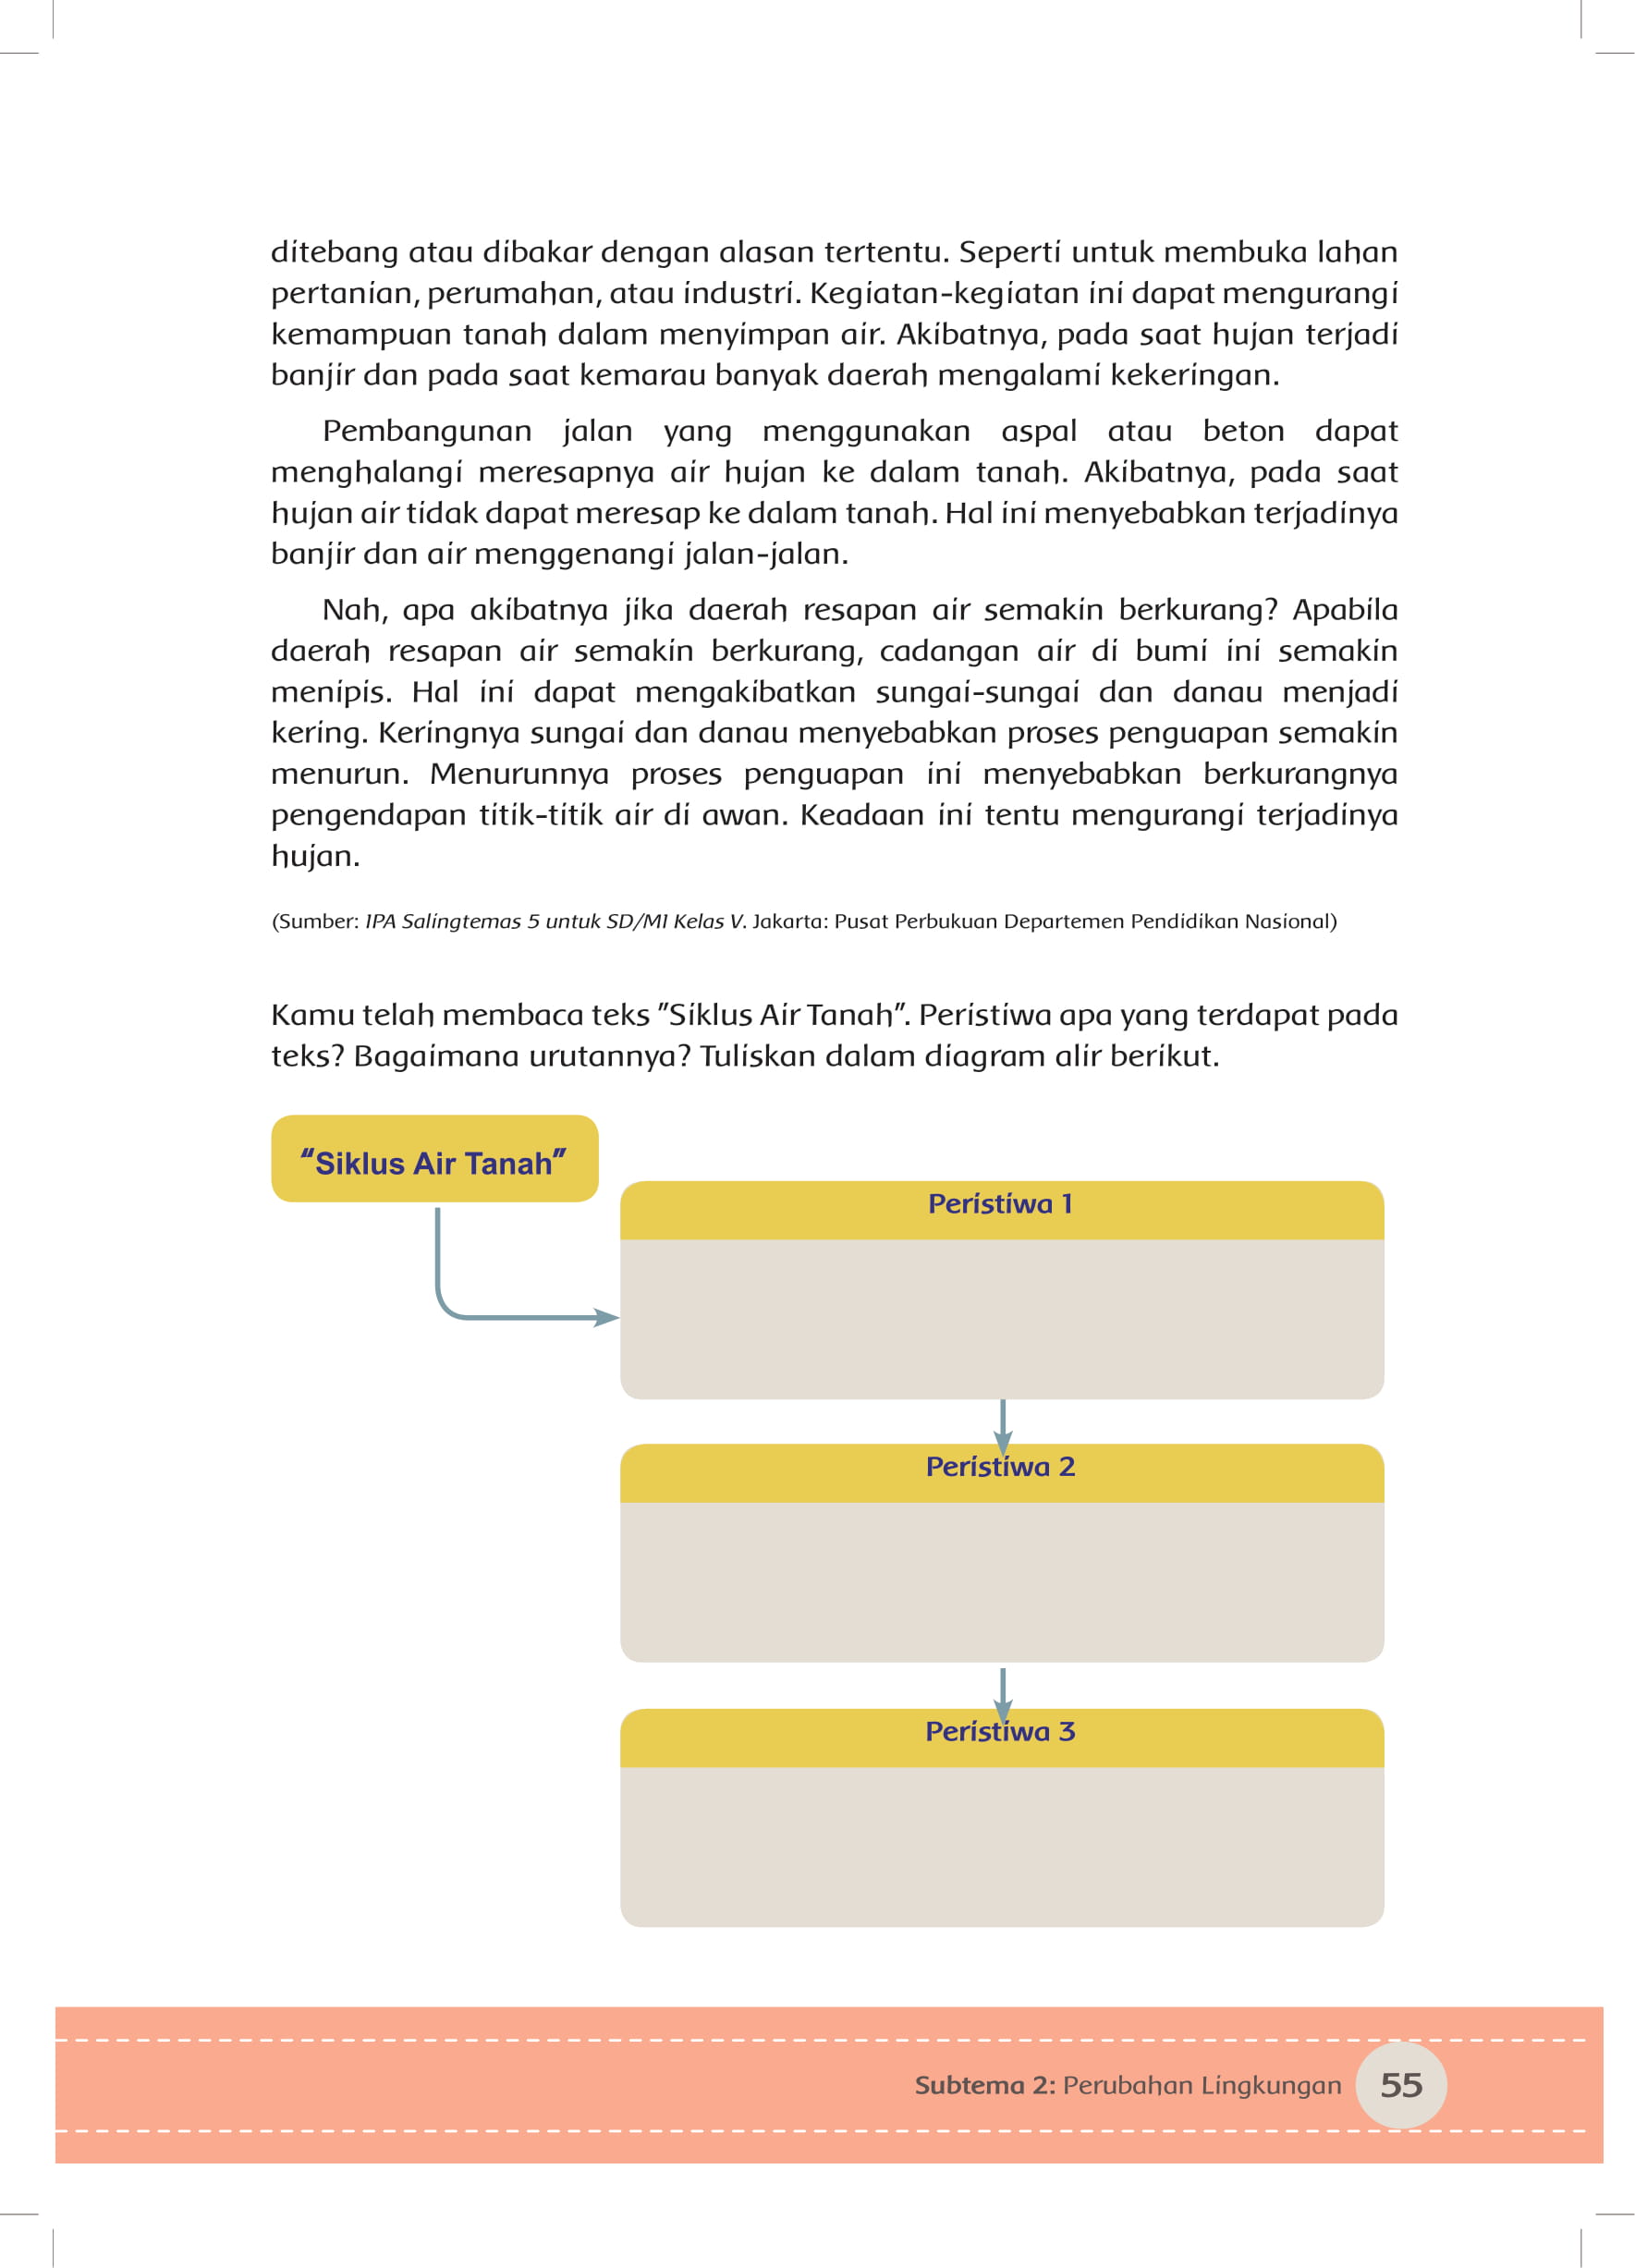 ditebang atau dibakar dengan alasan tertentu. Seperti untuk membuka lahan
pertanian, perumahan, atau industri. Kegiatan-kegiatan ini dapat mengurangi
kemampuan tanah dalam menyimpan air. Akibatnya, pada saat hujan terjadi
banjir dan pada saat kemarau banyak daerah mengalami kekeringan.
Pembangunan jalan yang menggunakan aspal atau beton dapat
menghalangi meresapnya air hujan ke dalam tanah. Akibatnya, pada saat
hujan air tidak dapat meresap ke dalam tanah. Hal ini menyebabkan terjadinya
banjir dan air menggenangi jalan-jalan.
Nah, apa akibatnya jika daerah resapan air semakin berkurang? Apabila
daerah resapan air semakin berkurang, cadangan air di bumi ini semakin
menipis. Hal ini dapat mengakibatkan sungai-sungai dan danau menjadi
kering. Keringnya sungai dan danau menyebabkan proses penguapan semakin
menurun. Menurunnya proses penguapan ini menyebabkan berkurangnya
pengendapan titik-titik air di awan. Keadaan ini tentu mengurangi terjadinya
hujan.
(Sumber: IPA Salingtemas 5 untuk SD/MI Kelas V. Jakarta: Pusat Perbukuan Departemen Pendidikan Nasional)
Kamu telah membaca teks "Siklus Air Tanah". Peristiwa apa yang terdapat pada
teks? Bagaimana urutannya? Tuliskan dalam diagram alir berikut.
"Siklus Air Tanah"
Peristiwa 1
Peristiwa 2
Peristiwa 3
Subtema 2: Perubahan Lingkungan 55